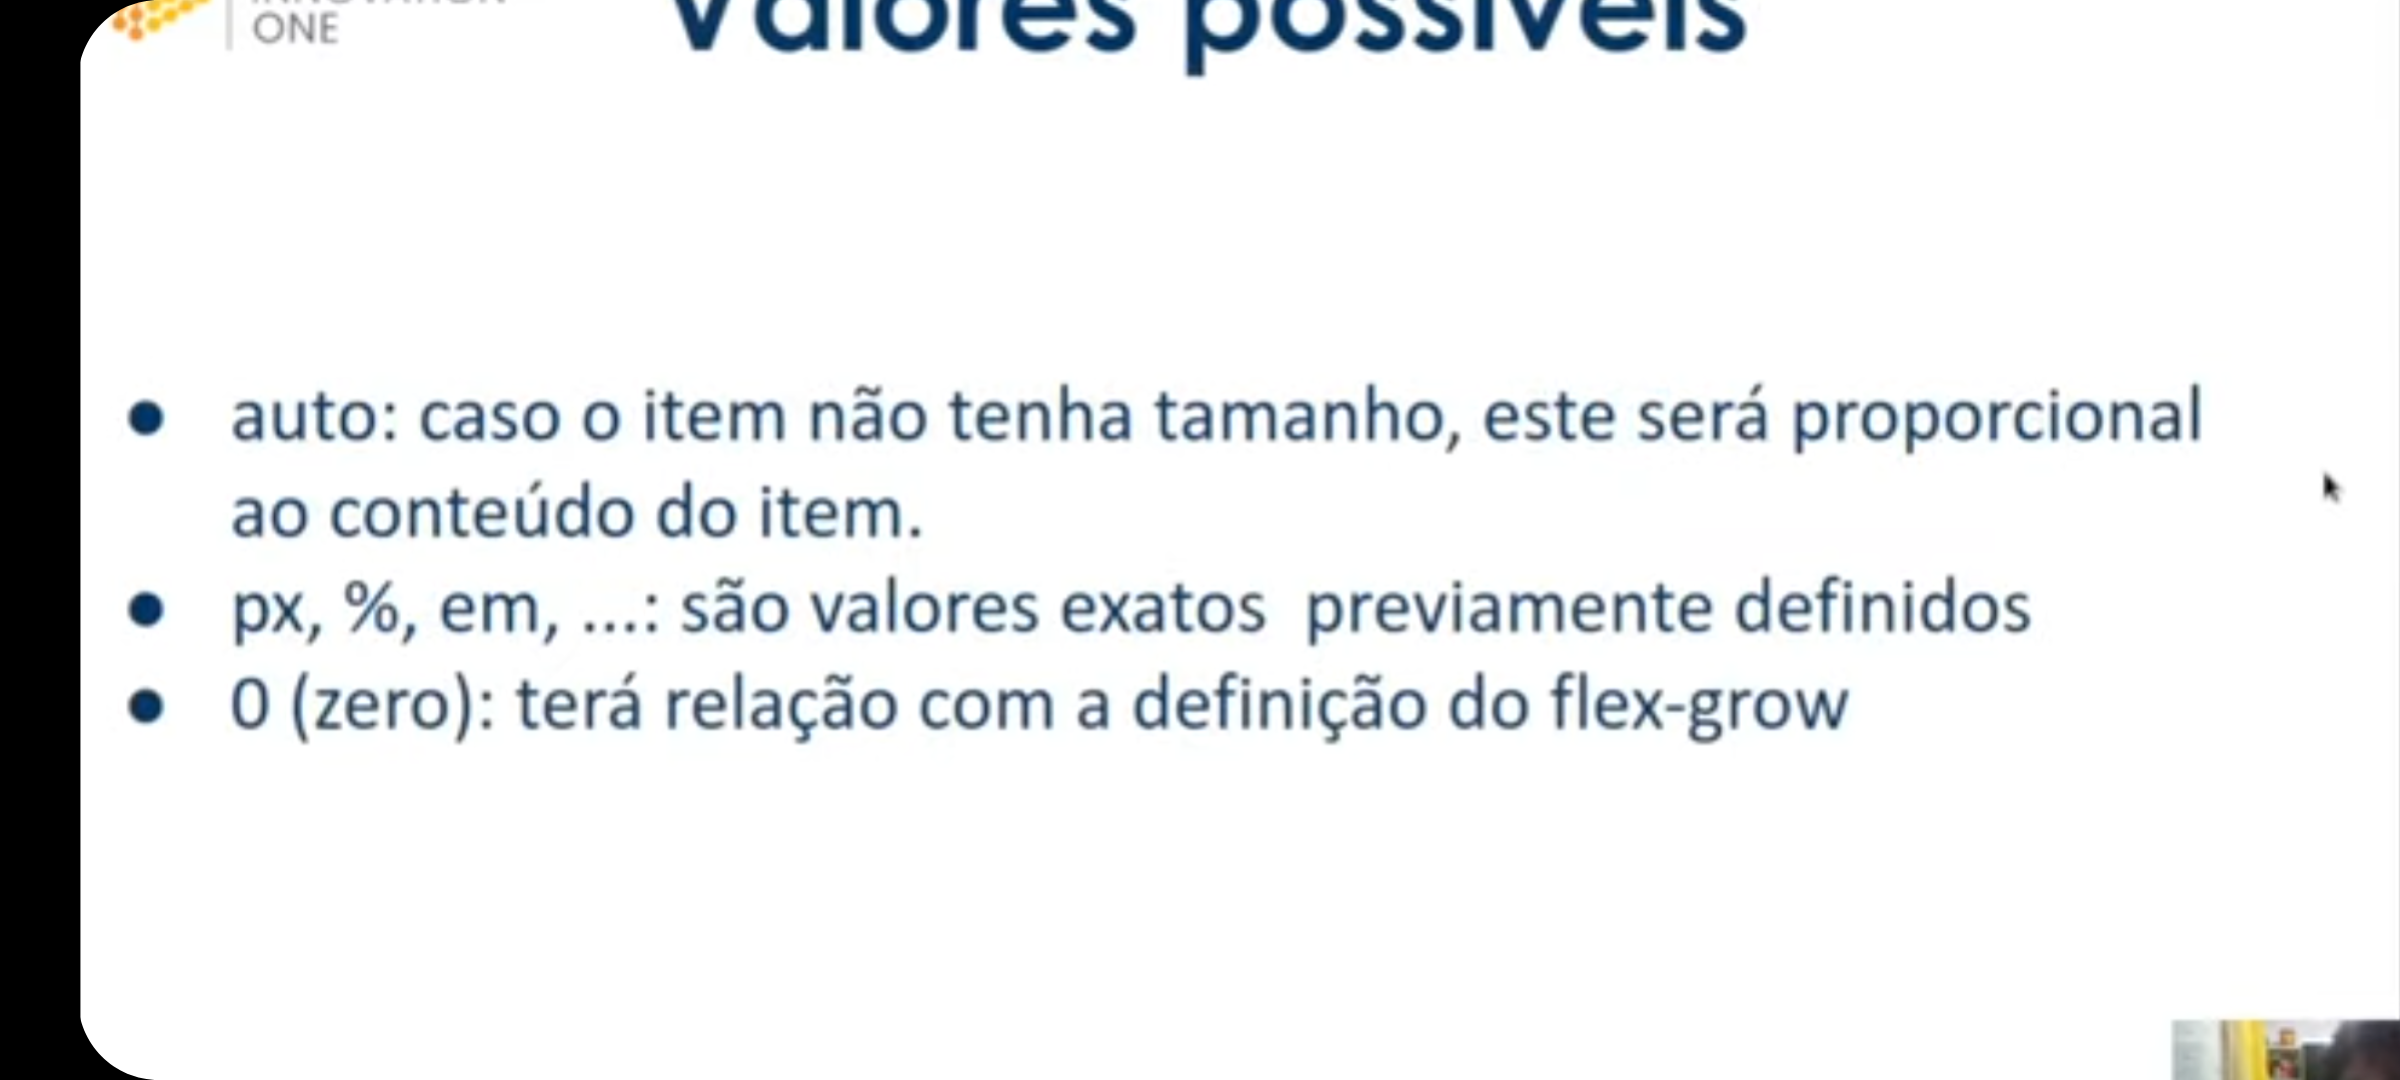 ONE
Valores possíveis
● auto: caso o item não tenha tamanho, este será proporcional
ao conteúdo do item.
● px, %, em, ...: são valores exatos  previamente definidos
● 0 (zero): terá relação com a definição do flex-grow